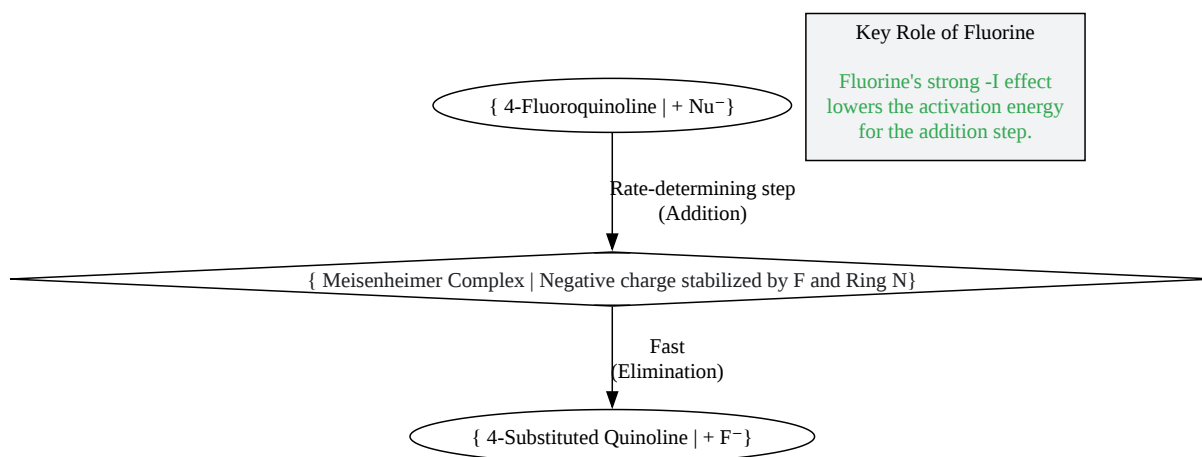 Key Role of Fluorine
Fluorine's strong -I effect
lowers the activation energy
for the addition step.
{ 4-Fluoroquinoline | + Nu⁻}
Rate-determining step
(Addition)
{ Meisenheimer Complex | Negative charge stabilized by F and Ring N}
Fast
(Elimination)
{ 4-Substituted Quinoline | + F⁻}